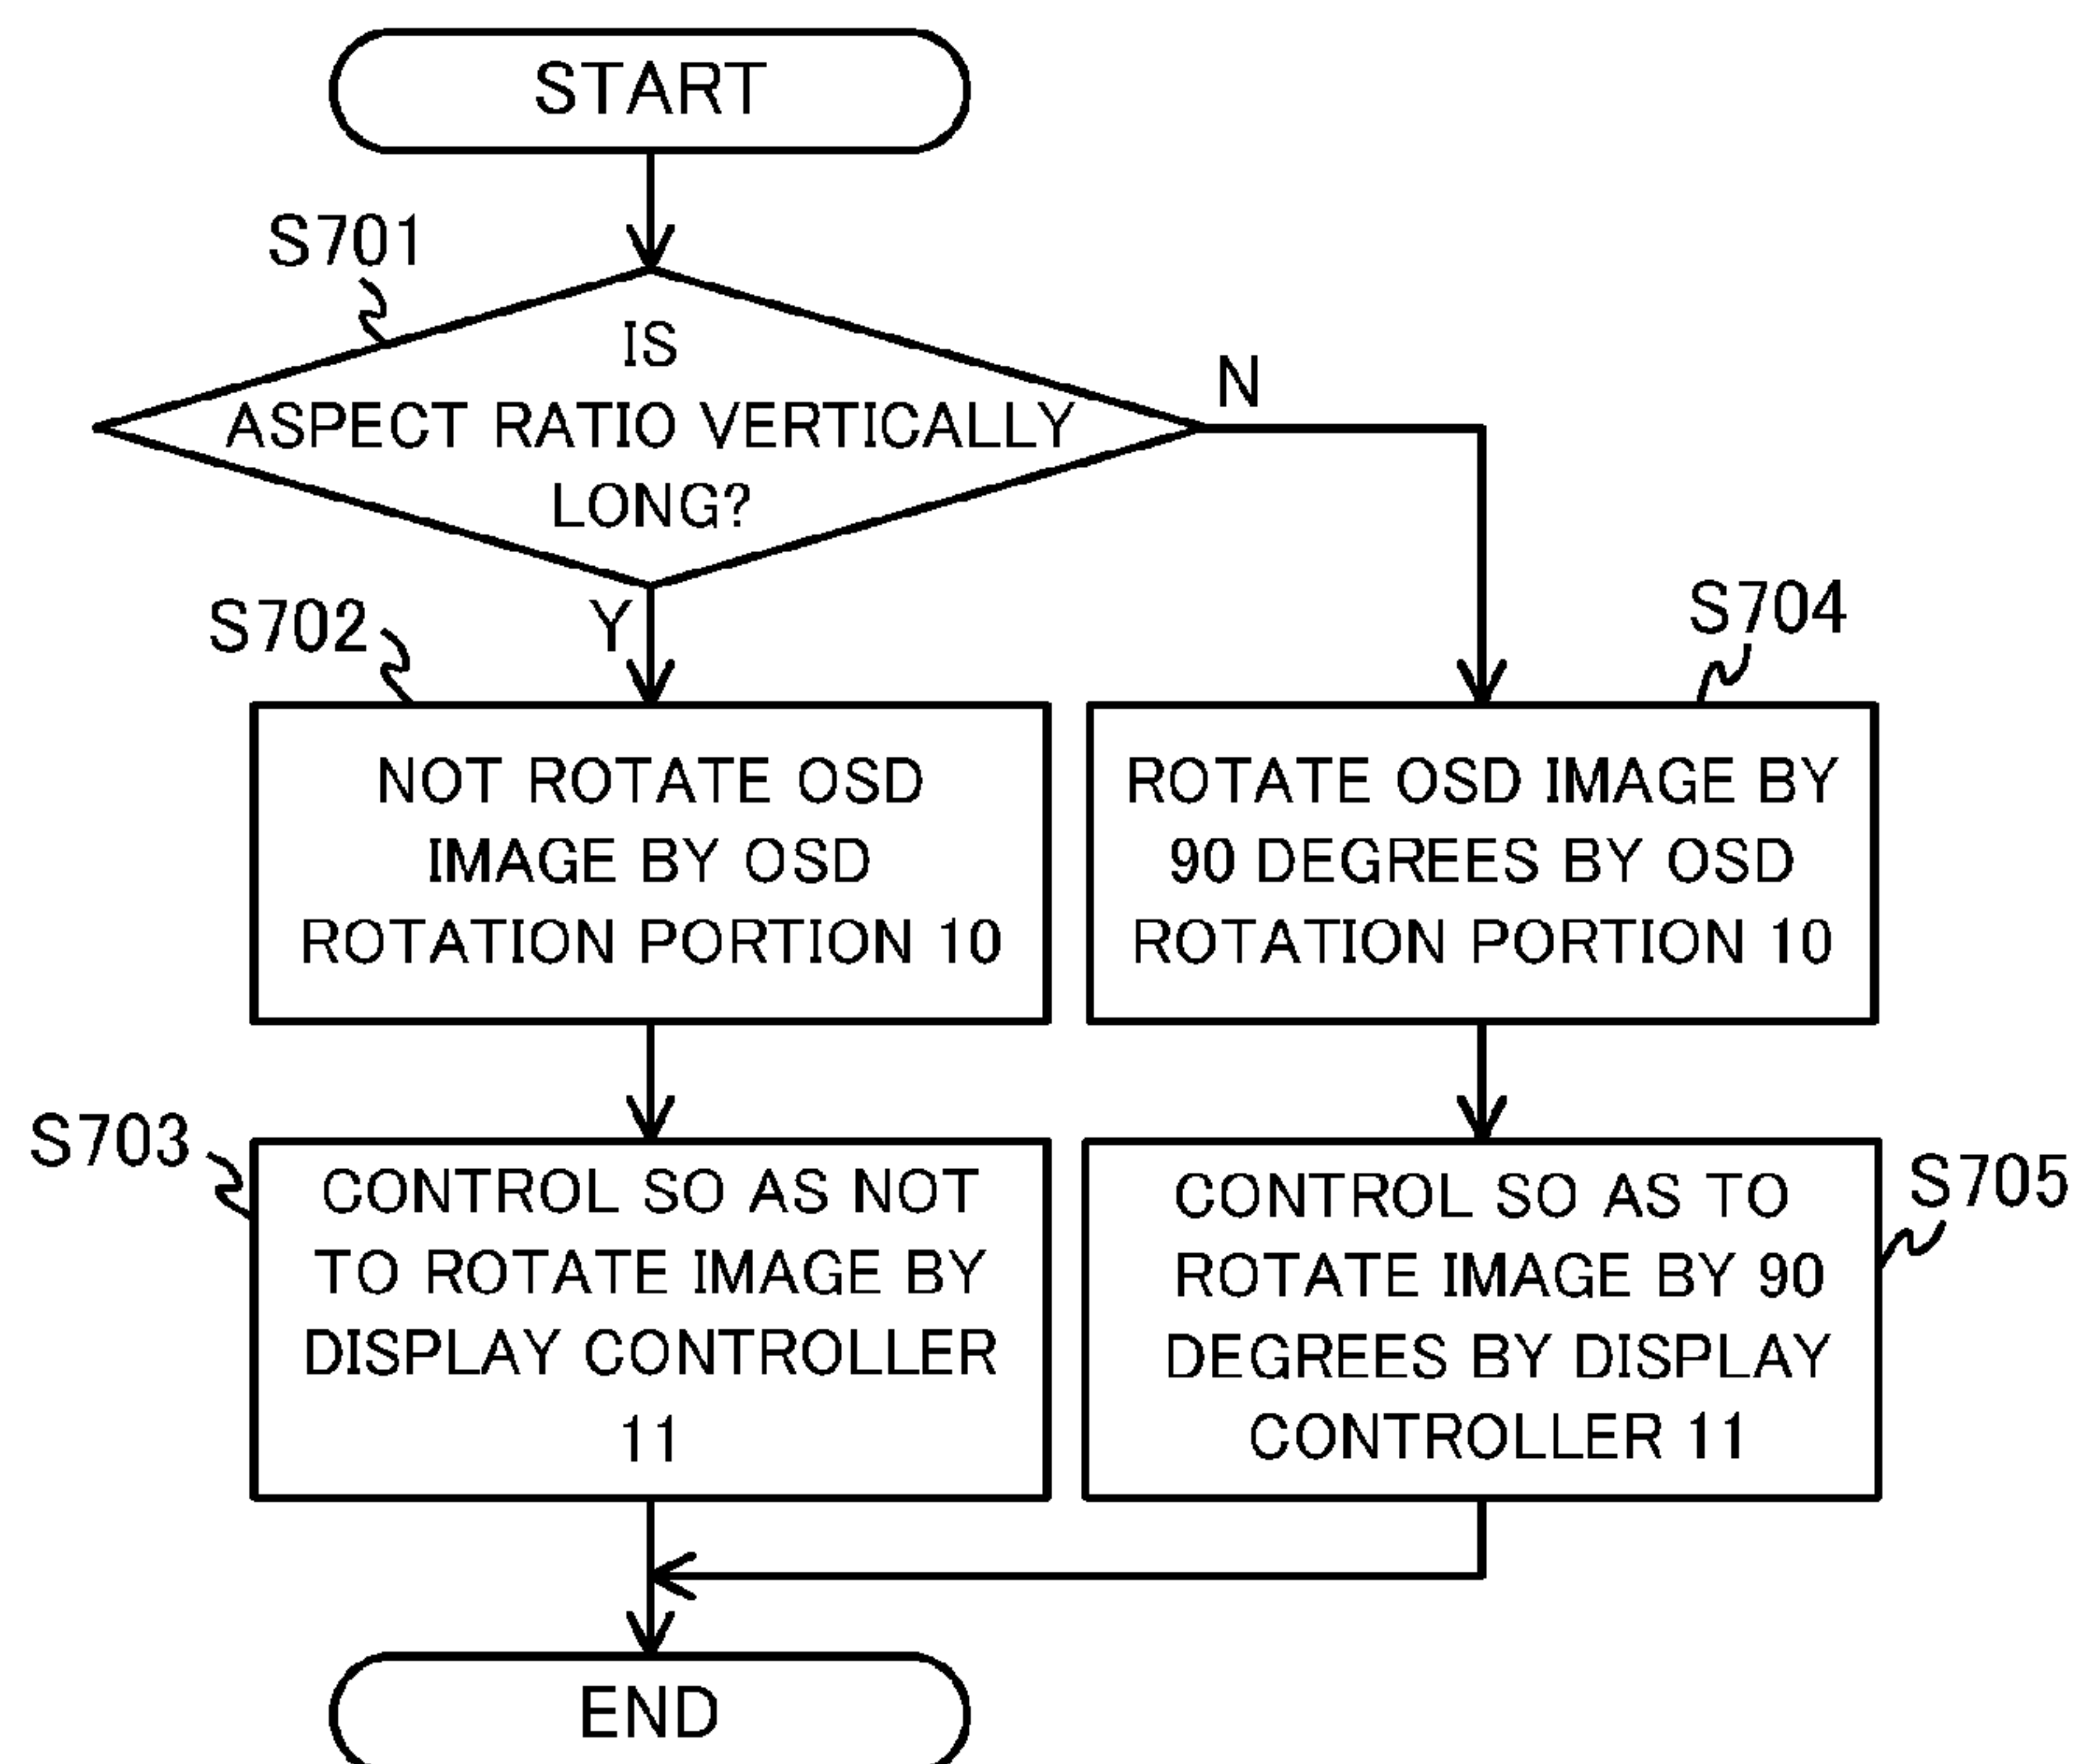 START
S701
IS
ASPECT RATIO VERTICALLY
LONG?
N
Y
S702
NOT ROTATE OSD
IMAGE BY OSD
ROTATION PORTION 10
S704
ROTATE OSD IMAGE BY
90 DEGREES BY OSD
ROTATION PORTION 10
S703
CONTROL SO AS NOT
TO ROTATE IMAGE BY
DISPLAY CONTROLLER
11
S705
CONTROL SO AS TO
ROTATE IMAGE BY 90
DEGREES BY DISPLAY
CONTROLLER 11
END